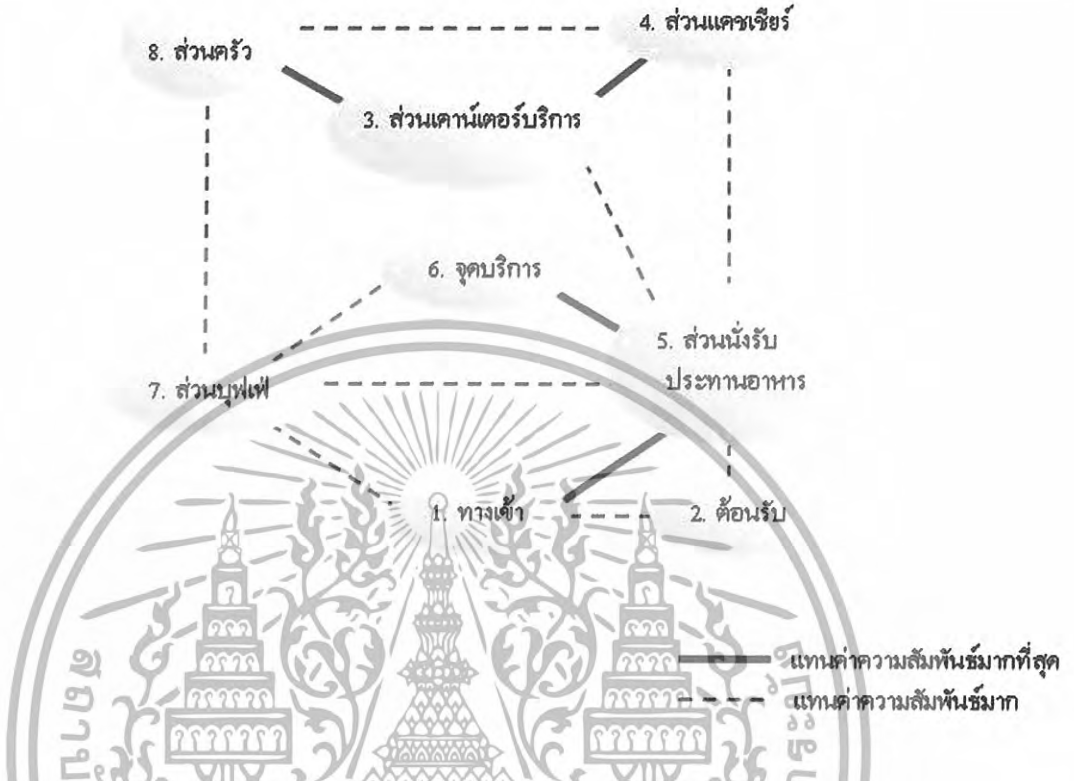 4. ส่วนแคชเชียร์
8. ส่วนครัว
3. ส่วนเคาน์เตอร์บริการ
6. จุดบริการ
5. ส่วนนั่งรับ
ประทานอาหาร
7. ส่วนบุฟเฟ่
1. ทางเข้า
2. ต้อนรับ
แทนค่าความสัมพันธ์มากที่สุด
แทนค่าความสัมพันธ์มาก